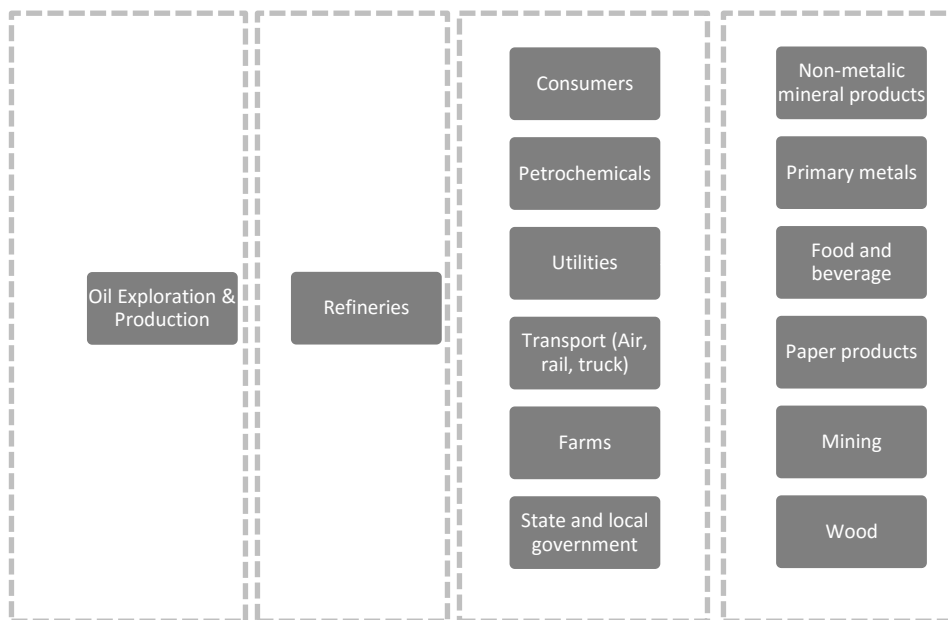 Oil Exploration &
Production
Refineries
Consumers
Petrochemicals
Utilities
Transport (Air,
rail, truck)
Farms
State and local
government
Non-metalic
mineral products
Primary metals
Food and
beverage
Paper products
Mining
Wood